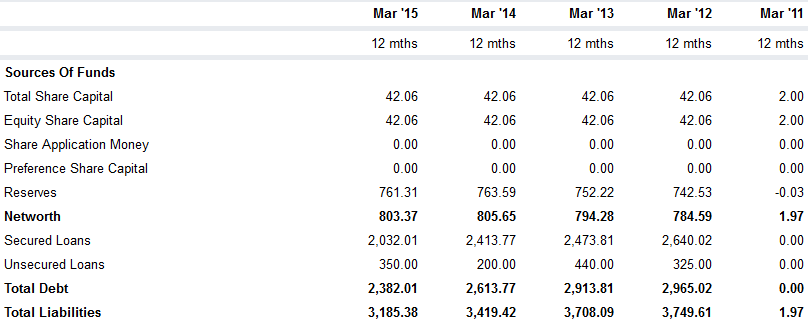 Mar '15 Mar '14 Mar '13 Mar '12 Mar '11
12 mths 12 mths 12 mths 12 mths 12 mths
Sources Of Funds
Total Share Capital 42.06 42.06 42.06 42.06 2.00
Equity Share Capital 42.06 42.06 42.06 42.06 2.00
Share Application Money 0.00 0.00 0.00 0.00 0.00
Preference Share Capital 0.00 0.00 0.00 0.00 0.00
Reserves 761.31 763.59 752.22 742.53 -0.03
Networth 803.37 805.65 794.28 784.59 1.97
Secured Loans 2,032.01 2,413.77 2,473.81 2,640.02 0.00
Unsecured Loans 350.00 200.00 440.00 325.00 0.00
Total Debt 2,382.01 2,613.77 2,913.81 2,965.02 0.00
Total Liabilities 3,185.38 3,419.42 3,708.09 3,749.61 1.97